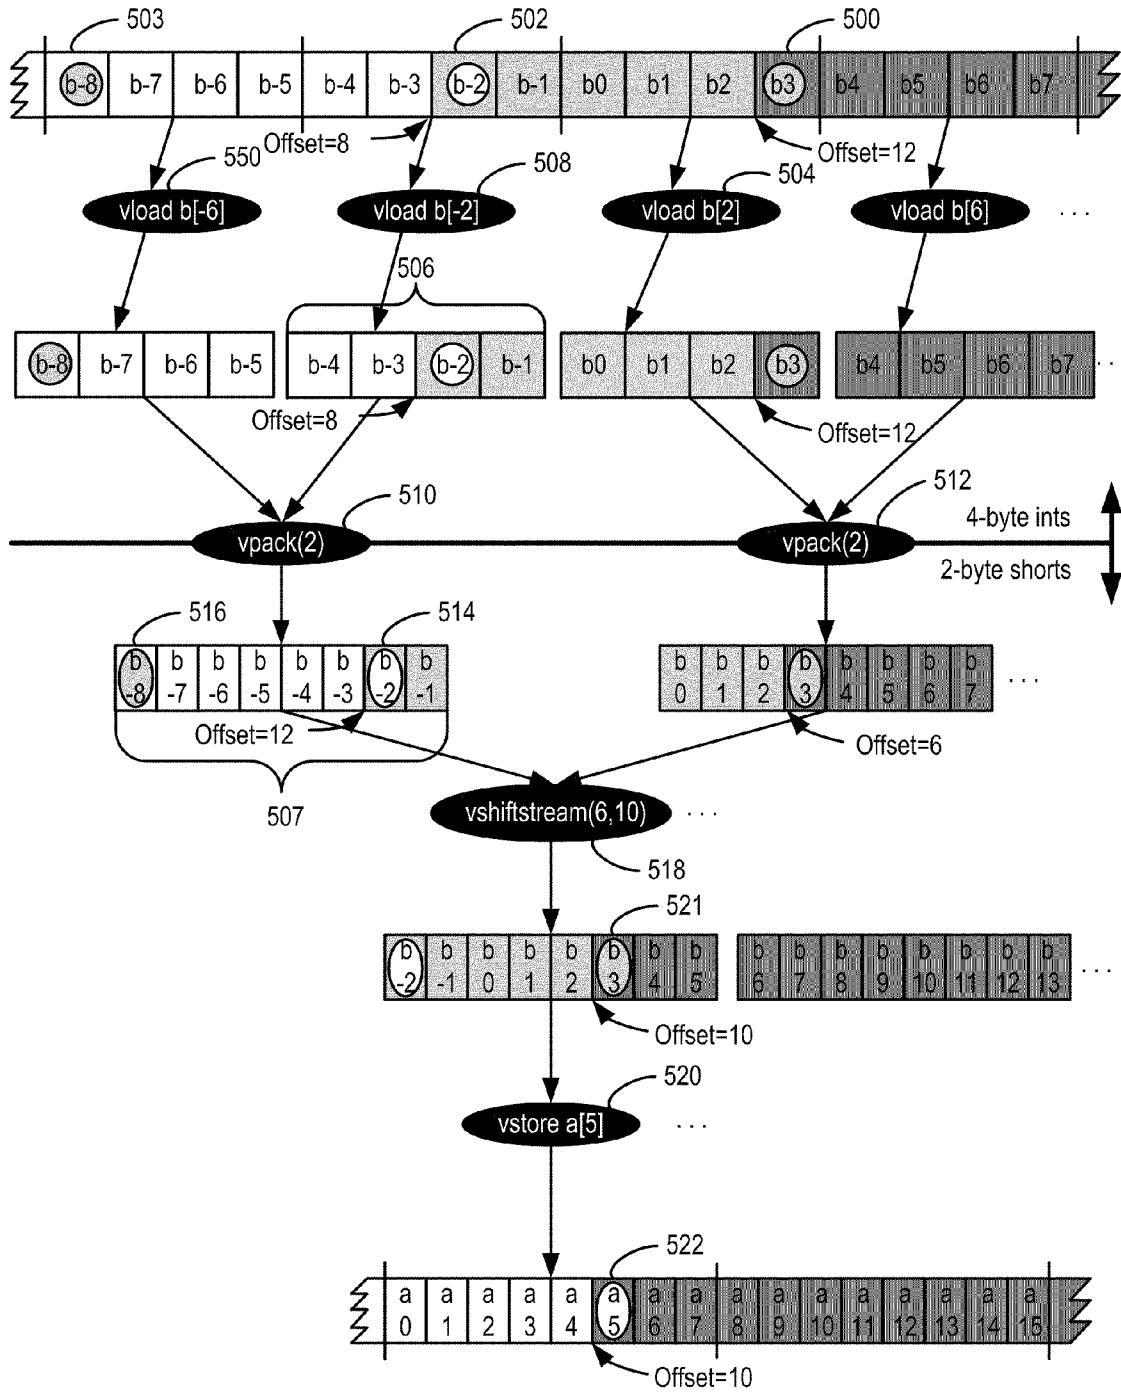 503 502 500
b-8 b-7 b-6 b-5 b-4 b-3 b-2 b-1 b0 b1 b2 b3 b4 b5 b6 b7
Offset=8 Offset=12
550 508 504
vload b[-6] vload b[-2] vload b[2] vload b[6] ...
506
b-8 b-7 b-6 b-5 b-4 b-3 b-2 b-1 b0 b1 b2 b3 b4 b5 b6 b7 ...
Offset=8 Offset=12
510 512
4-byte ints
vpack(2) vpack(2)
2-byte shorts
516 514
b b b b b b b b b b b b b b b b
-8 -7 -6 -5 -4 -3 -2 -1 0 1 2 3 4 5 6 7 ...
Offset=12 Offset=6
507
vshiftstream(6,10) ...
518
521
b b b b b b b b b b b b b b b b
-2 -1 0 1 2 3 4 5 6 7 8 9 10 11 12 13 ...
Offset=10
520
vstore a[5] ...
522
a a a a a a a a a a a a a a a a
0 1 2 3 4 5 6 7 8 9 10 11 12 13 14 15
Offset=10